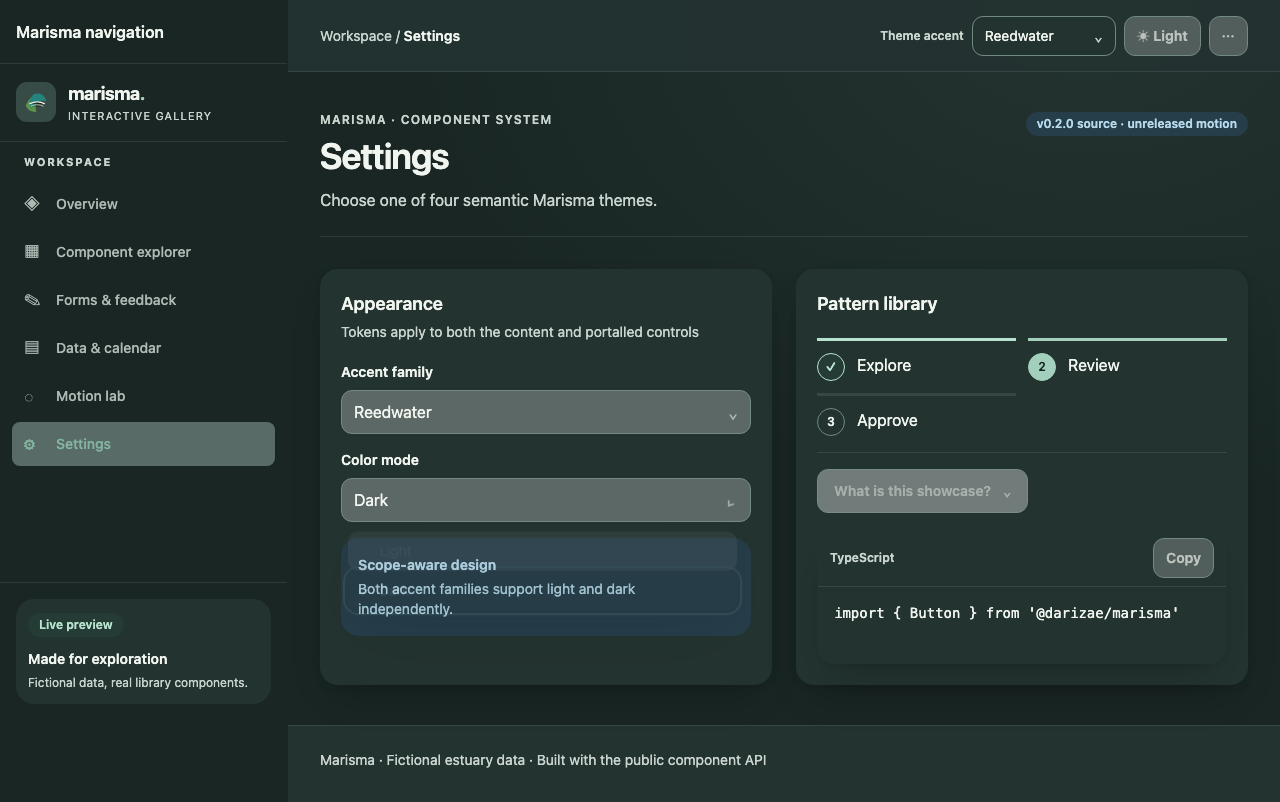 Marisma navigation
marisma.
INTERACTIVE GALLERY
WORKSPACE
Overview
Component explorer
Forms & feedback
Data & calendar
Motion lab
Settings
Live preview
Made for exploration
Fictional data, real library components.
Workspace / Settings
Theme accent
Reedwater
Light
···
MARISMA · COMPONENT SYSTEM
v0.2.0 source · unreleased motion
Settings
Choose one of four semantic Marisma themes.
Appearance
Tokens apply to both the content and portalled controls
Accent family
Reedwater
Color mode
Dark
Light
Scope-aware design
Both accent families support light and dark
independently.
Pattern library
Explore
2 Review
3 Approve
What is this showcase?
TypeScript
Copy
import { Button } from '@darizae/marisma'
Marisma · Fictional estuary data · Built with the public component API